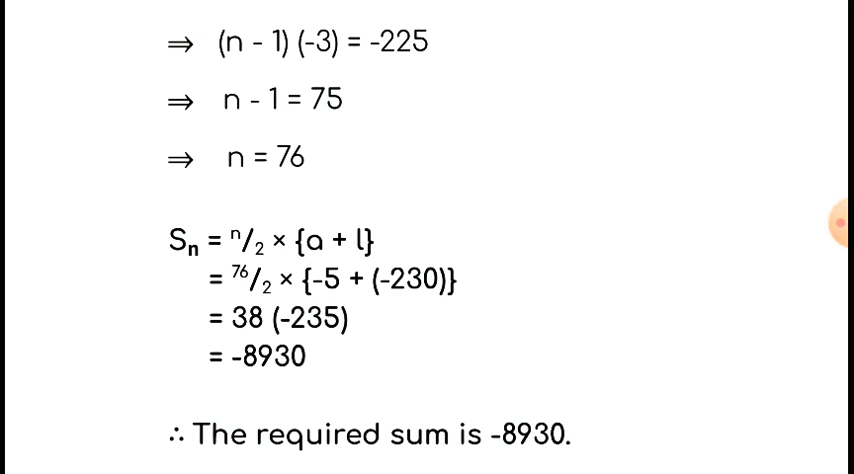 ⇒ (n - 1) (-3) = -225
⇒ n - 1 = 75
⇒ n = 76
Sₙ = ⁿ/₂ × {a + l}
= ⁷⁶/₂ × {-5 + (-230)}
= 38 (-235)
= -8930
∴ The required sum is -8930.